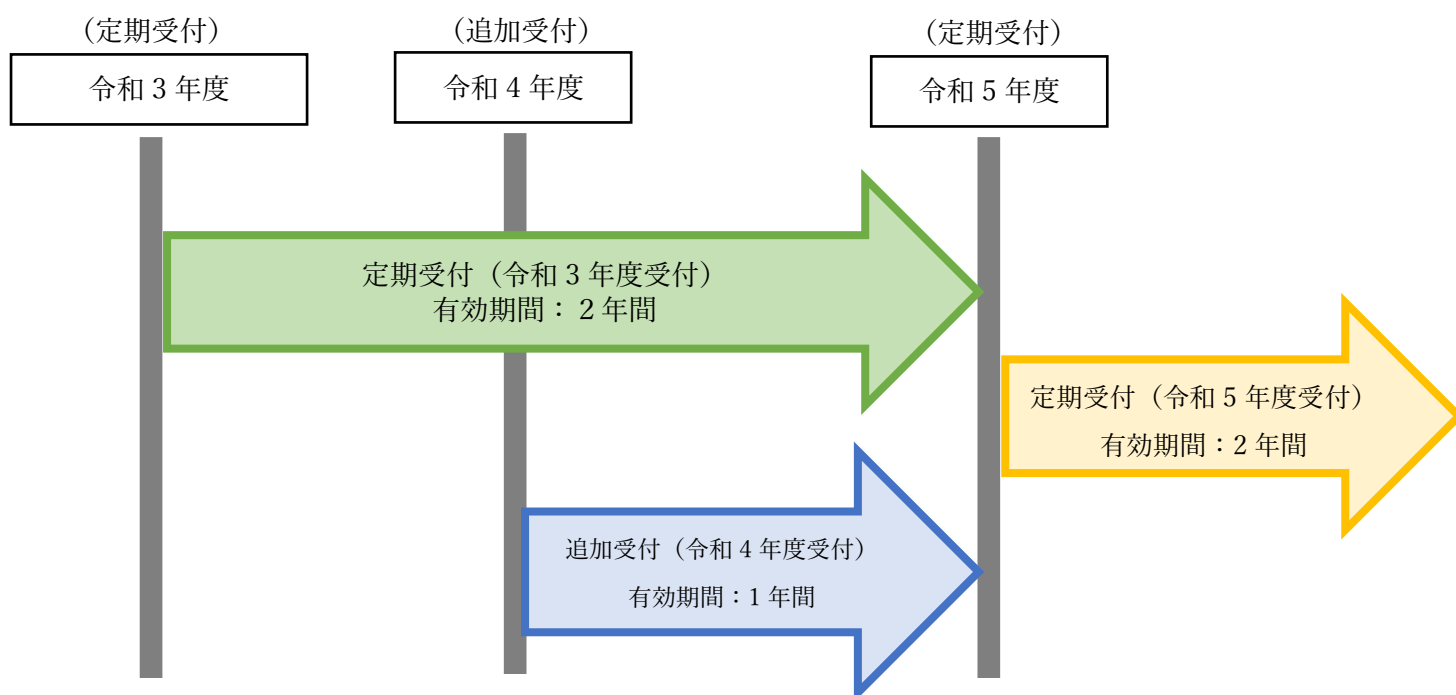 （定期受付）
令和３年度
（追加受付）
令和４年度
（定期受付）
令和５年度
定期受付（令和３年度受付）
有効期間：２年間
定期受付（令和５年度受付）
有効期間：２年間
追加受付（令和４年度受付）
有効期間：１年間